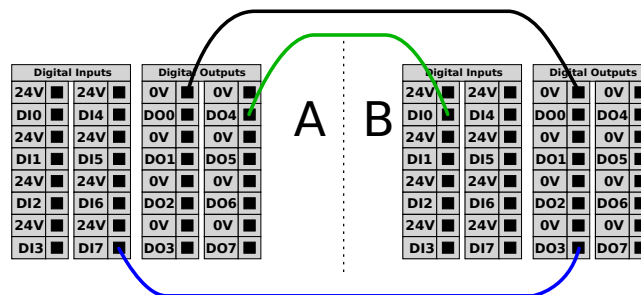 Digital Inputs Digital Outputs Digital Inputs Digital Outputs
24V 24V 0V 0V 24V 24V 0V 0V
DI0 DI4 DO0 DO4 A B DI0 DI4 DO0 DO4
24V 24V 0V 0V 24V 24V 0V 0V
DI1 DI5 DO1 DO5 DI1 DI5 DO1 DO5
24V 24V 0V 0V 24V 24V 0V 0V
DI2 DI6 DO2 DO6 DI2 DI6 DO2 DO6
24V 24V 0V 0V 24V 24V 0V 0V
DI3 DI7 DO3 DO7 DI3 DI7 DO3 DO7